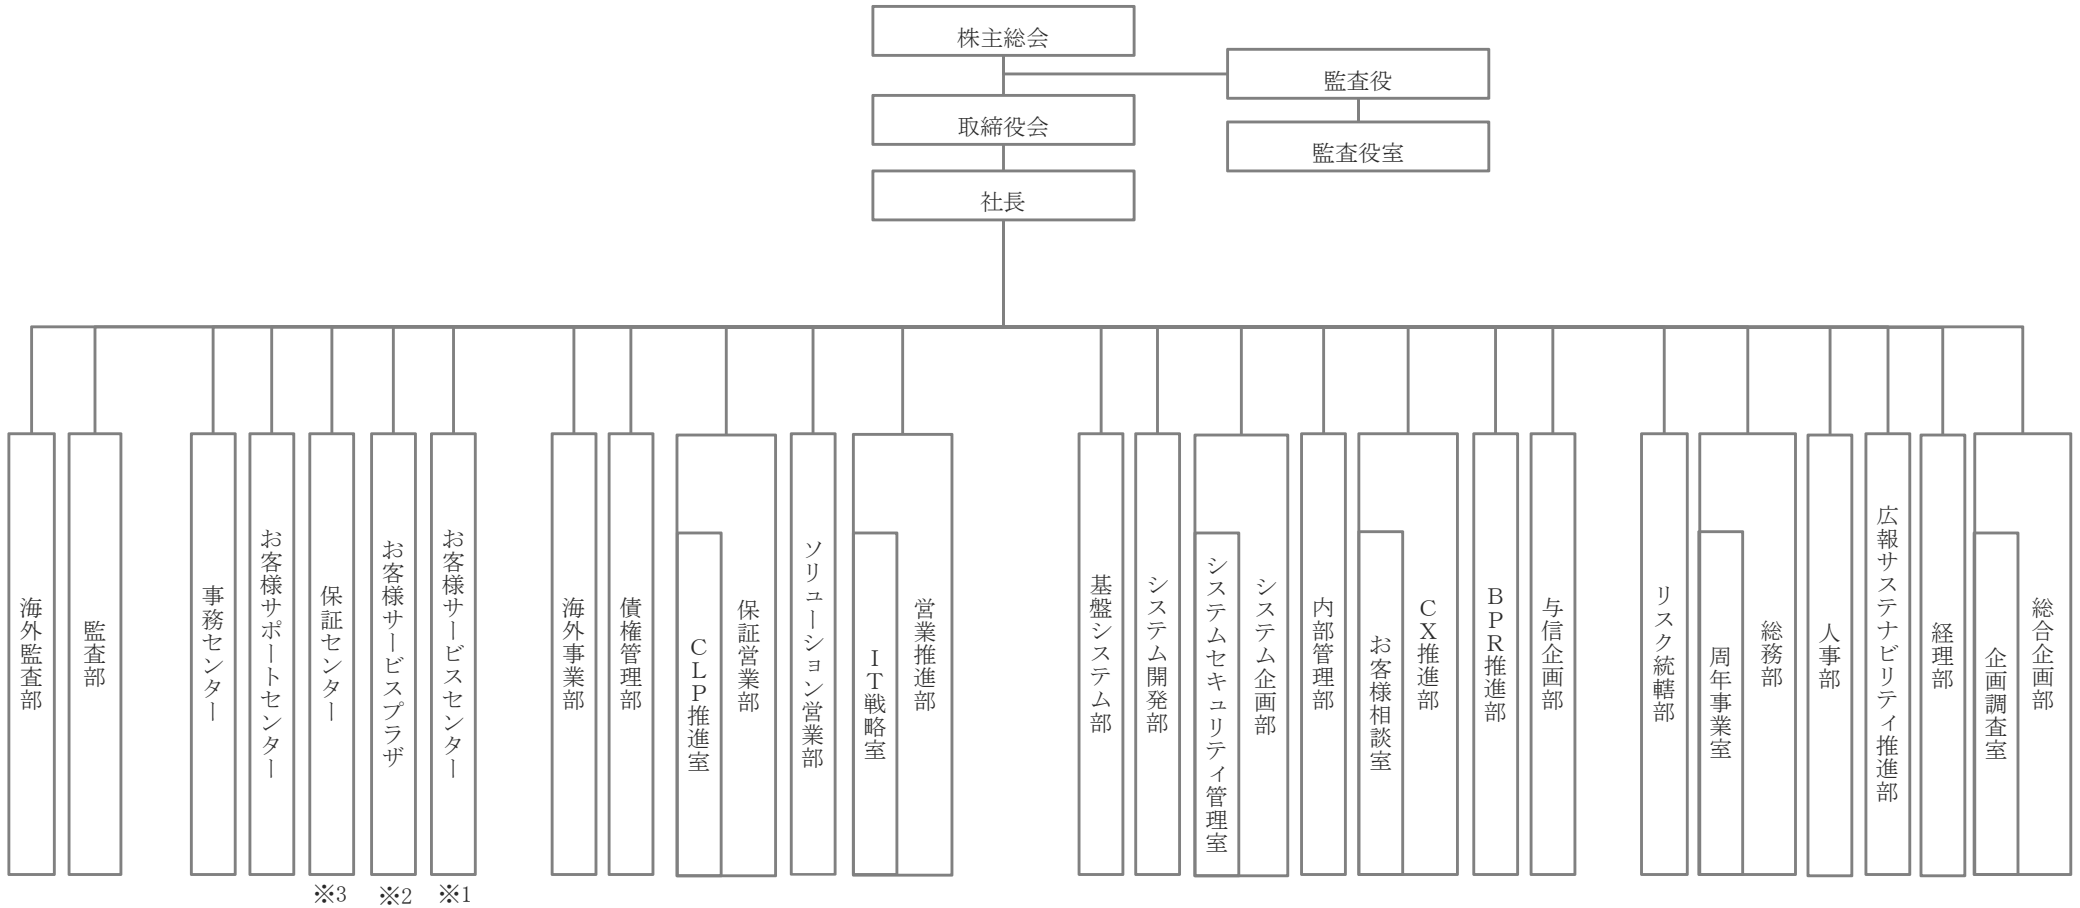 株主総会
監査役
取締役会
監査役室
社長
総合企画部
企画調査室
経理部
広報サステナビリティ推進部
人事部
総務部
周年事業室
リスク統轄部
与信企画部
BPR推進部
CX推進部
お客様相談室
内部管理部
システム企画部
システムセキュリティ管理室
システム開発部
基盤システム部
営業推進部
IT戦略室
ソリューション営業部
保証営業部
CLP推進室
債権管理部
海外事業部
お客様サービスセンター
※1
お客様サービスプラザ
※2
保証センター
※3
お客様サポートセンター
事務センター
監査部
海外監査部